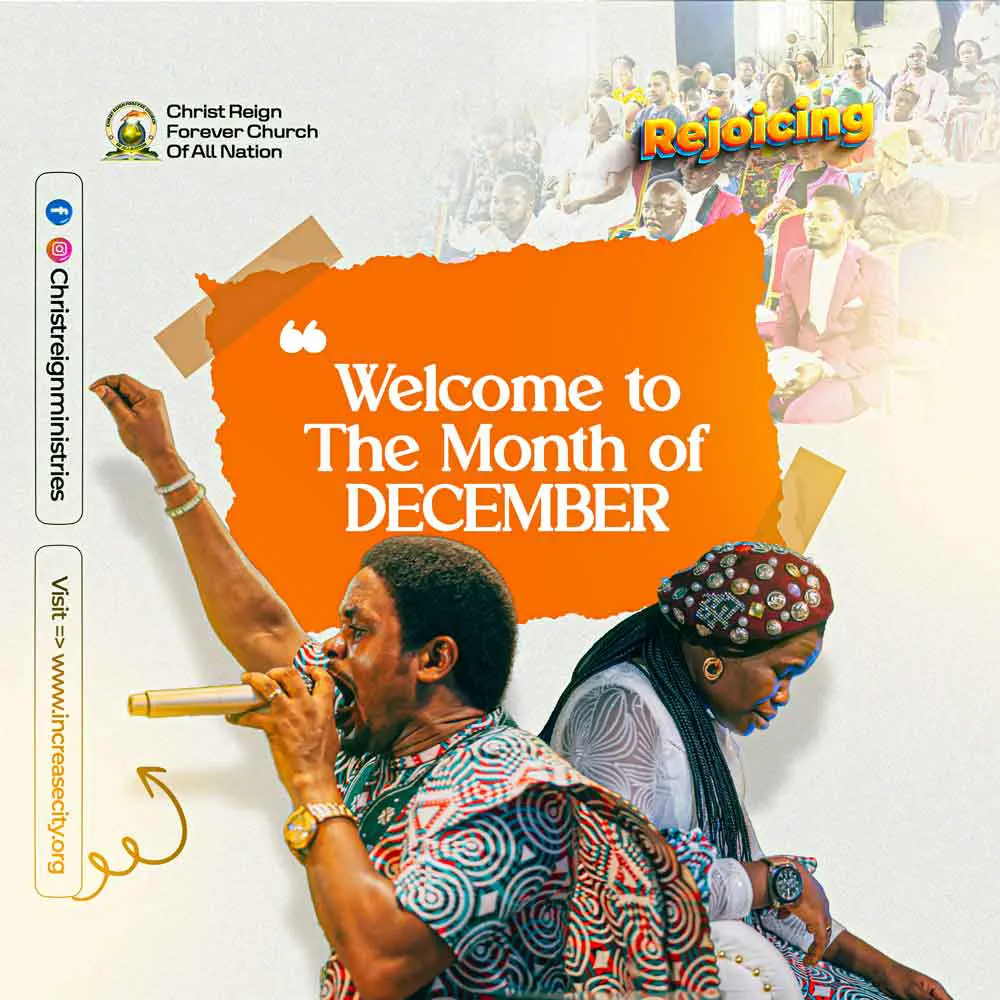 Christ Reign
Forever Church
Of All Nation
Rejoicing
Christreignministries
Visit => www.increasecity.org
“
Welcome to
The Month of
DECEMBER